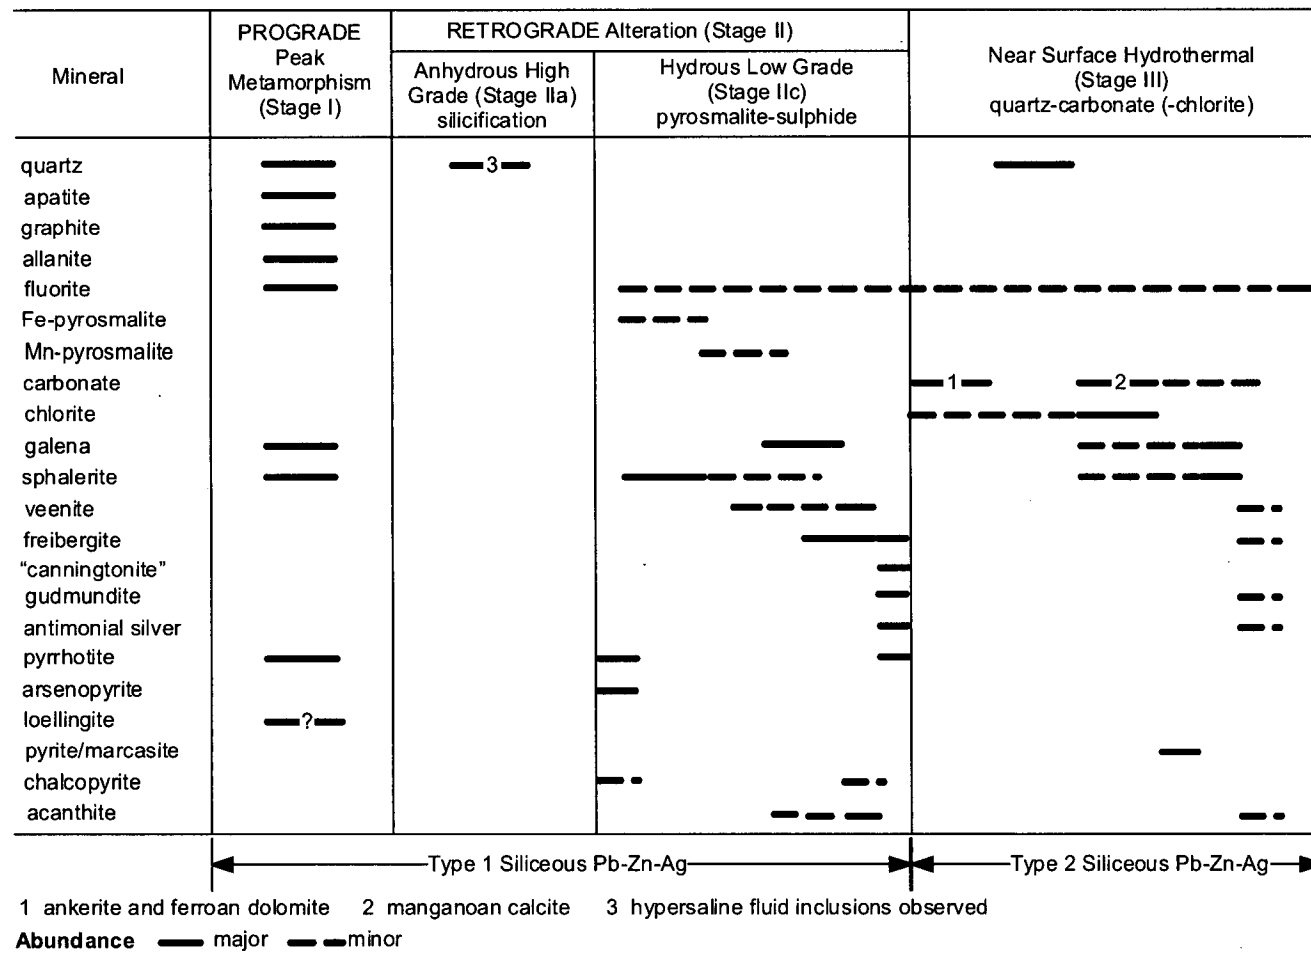 Mineral
PROGRADE
Peak
Metamorphism
(Stage I)
RETROGRADE Alteration (Stage II)
Anhydrous High
Grade (Stage IIa)
silicification
Hydrous Low Grade
(Stage IIc)
pyrosmalite-sulphide
Near Surface Hydrothermal
(Stage III)
quartz-carbonate (-chlorite)
quartz 3
apatite
graphite
allanite
fluorite
Fe-pyrosmalite
Mn-pyrosmalite
carbonate 1 2
chlorite
galena
sphalerite
veenite
freibergite
“canningtonite”
gudmundite
antimonial silver
pyrrhotite
arsenopyrite
loellingite ?
pyrite/marcasite
chalcopyrite
acanthite
Type 1 Siliceous Pb-Zn-Ag Type 2 Siliceous Pb-Zn-Ag
1 ankerite and ferroan dolomite 2 manganoan calcite 3 hypersaline fluid inclusions observed
Abundance major minor